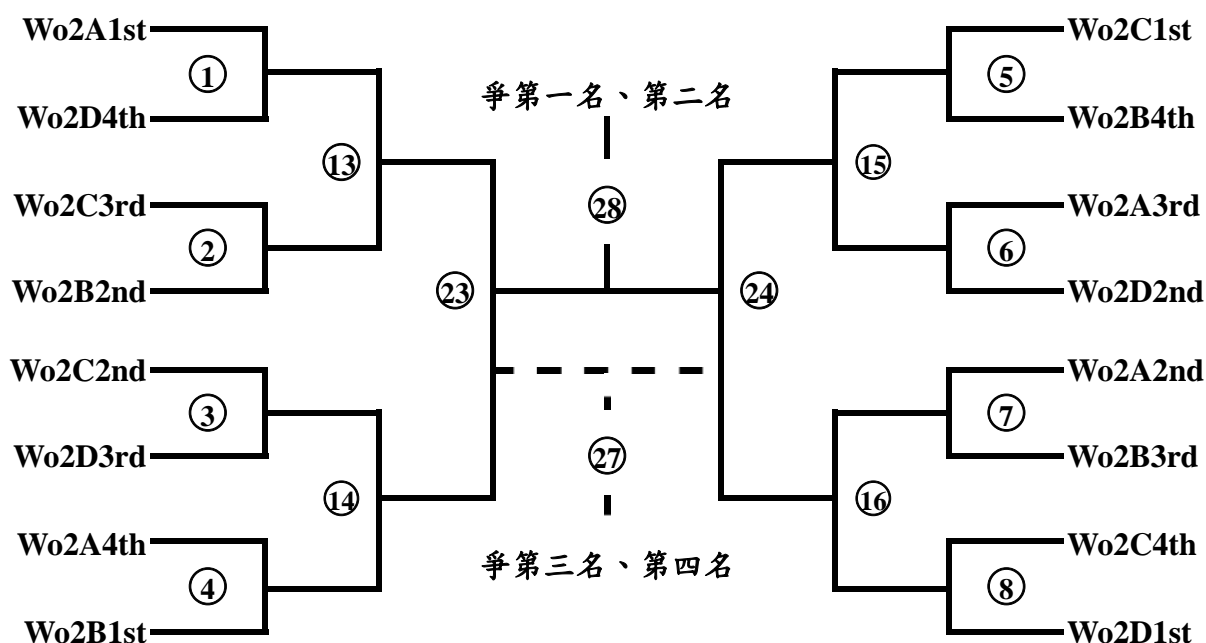 Wo2A1st
①
Wo2D4th
⑬
Wo2C3rd
②
Wo2B2nd
㉓
Wo2C2nd
③
Wo2D3rd
⑭
Wo2A4th
④
Wo2B1st
爭第一名、第二名
㉘
㉗
爭第三名、第四名
Wo2C1st
⑤
Wo2B4th
⑮
Wo2A3rd
⑥
Wo2D2nd
㉔
Wo2A2nd
⑦
Wo2B3rd
⑯
Wo2C4th
⑧
Wo2D1st